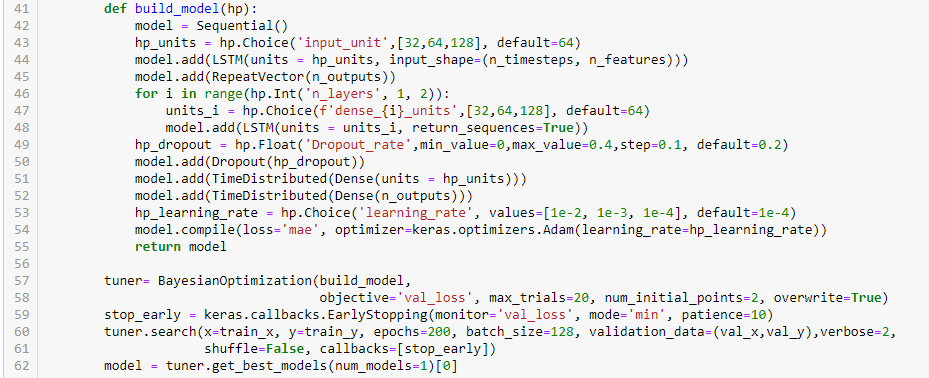 41 def build_model(hp):
42 model = Sequential()
43 hp_units = hp.Choice('input_unit',[32,64,128], default=64)
44 model.add(LSTM(units = hp_units, input_shape=(n_timesteps, n_features)))
45 model.add(RepeatVector(n_outputs))
46 for i in range(hp.Int('n_layers', 1, 2)):
47 units_i = hp.Choice(f'dense_{i}_units',[32,64,128], default=64)
48 model.add(LSTM(units = units_i, return_sequences=True))
49 hp_dropout = hp.Float('Dropout_rate',min_value=0,max_value=0.4,step=0.1, default=0.2)
50 model.add(Dropout(hp_dropout))
51 model.add(TimeDistributed(Dense(units = hp_units)))
52 model.add(TimeDistributed(Dense(n_outputs)))
53 hp_learning_rate = hp.Choice('learning_rate', values=[1e-2, 1e-3, 1e-4], default=1e-4)
54 model.compile(loss='mae', optimizer=keras.optimizers.Adam(learning_rate=hp_learning_rate))
55 return model
56
57 tuner= BayesianOptimization(build_model,
58 objective='val_loss', max_trials=20, num_initial_points=2, overwrite=True)
59 stop_early = keras.callbacks.EarlyStopping(monitor='val_loss', mode='min', patience=10)
60 tuner.search(x=train_x, y=train_y, epochs=200, batch_size=128, validation_data=(val_x,val_y),verbose=2,
61 shuffle=False, callbacks=[stop_early])
62 model = tuner.get_best_models(num_models=1)[0]